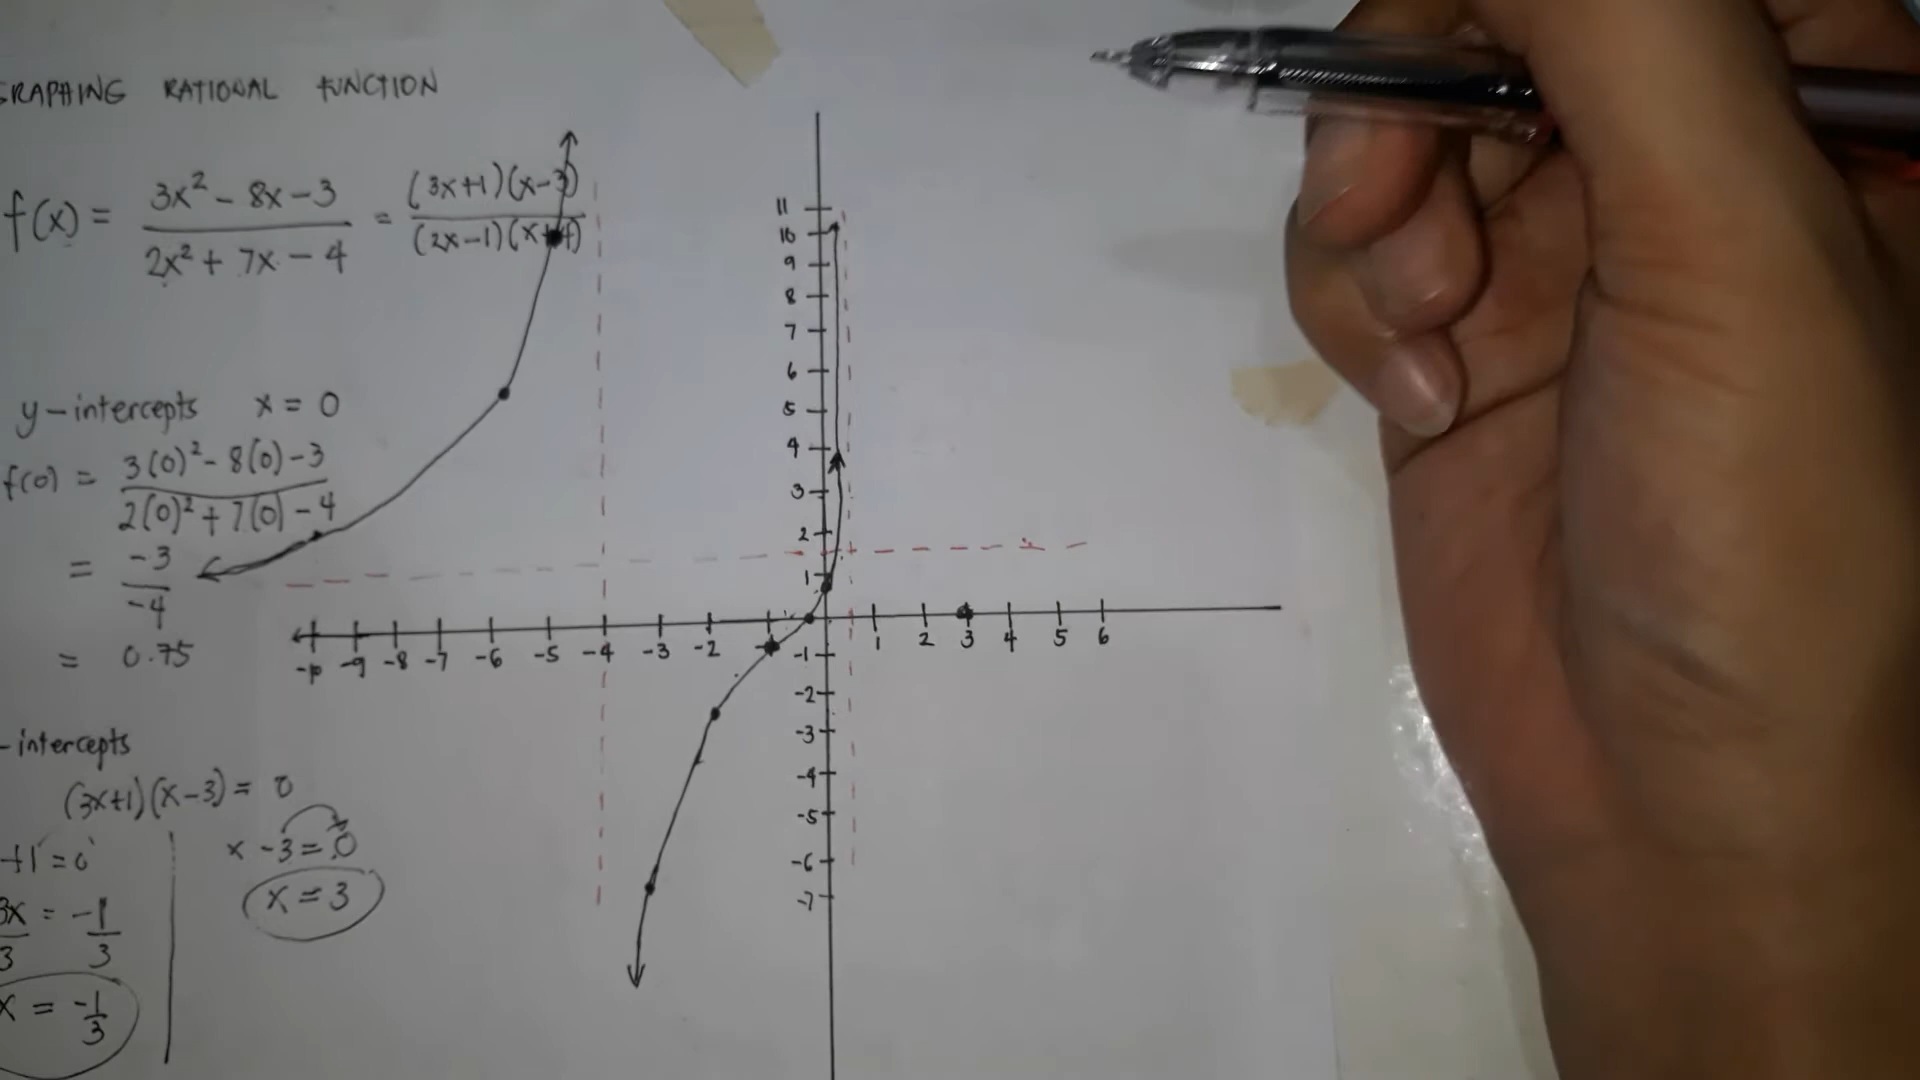 GRAPHING RATIONAL FUNCTION
f(x) = 3x² - 8x - 3 / 2x² + 7x - 4 = (3x+1)(x-3) / (2x-1)(x+4)
y-intercepts x = 0
f(0) = 3(0)² - 8(0) - 3 / 2(0)² + 7(0) - 4
= -3 / -4
= 0.75
-intercepts
(3x+1)(x-3) = 0
+1 = 0
x - 3 = 0
3x / 3 = -1 / 3
x = 3
x = -1/3
11
10
9
8
7
6
5
4
3
2
1
-10 -9 -8 -7 -6 -5 -4 -3 -2 1 2 3 4 5 6
-1
-2
-3
-4
-5
-6
-7